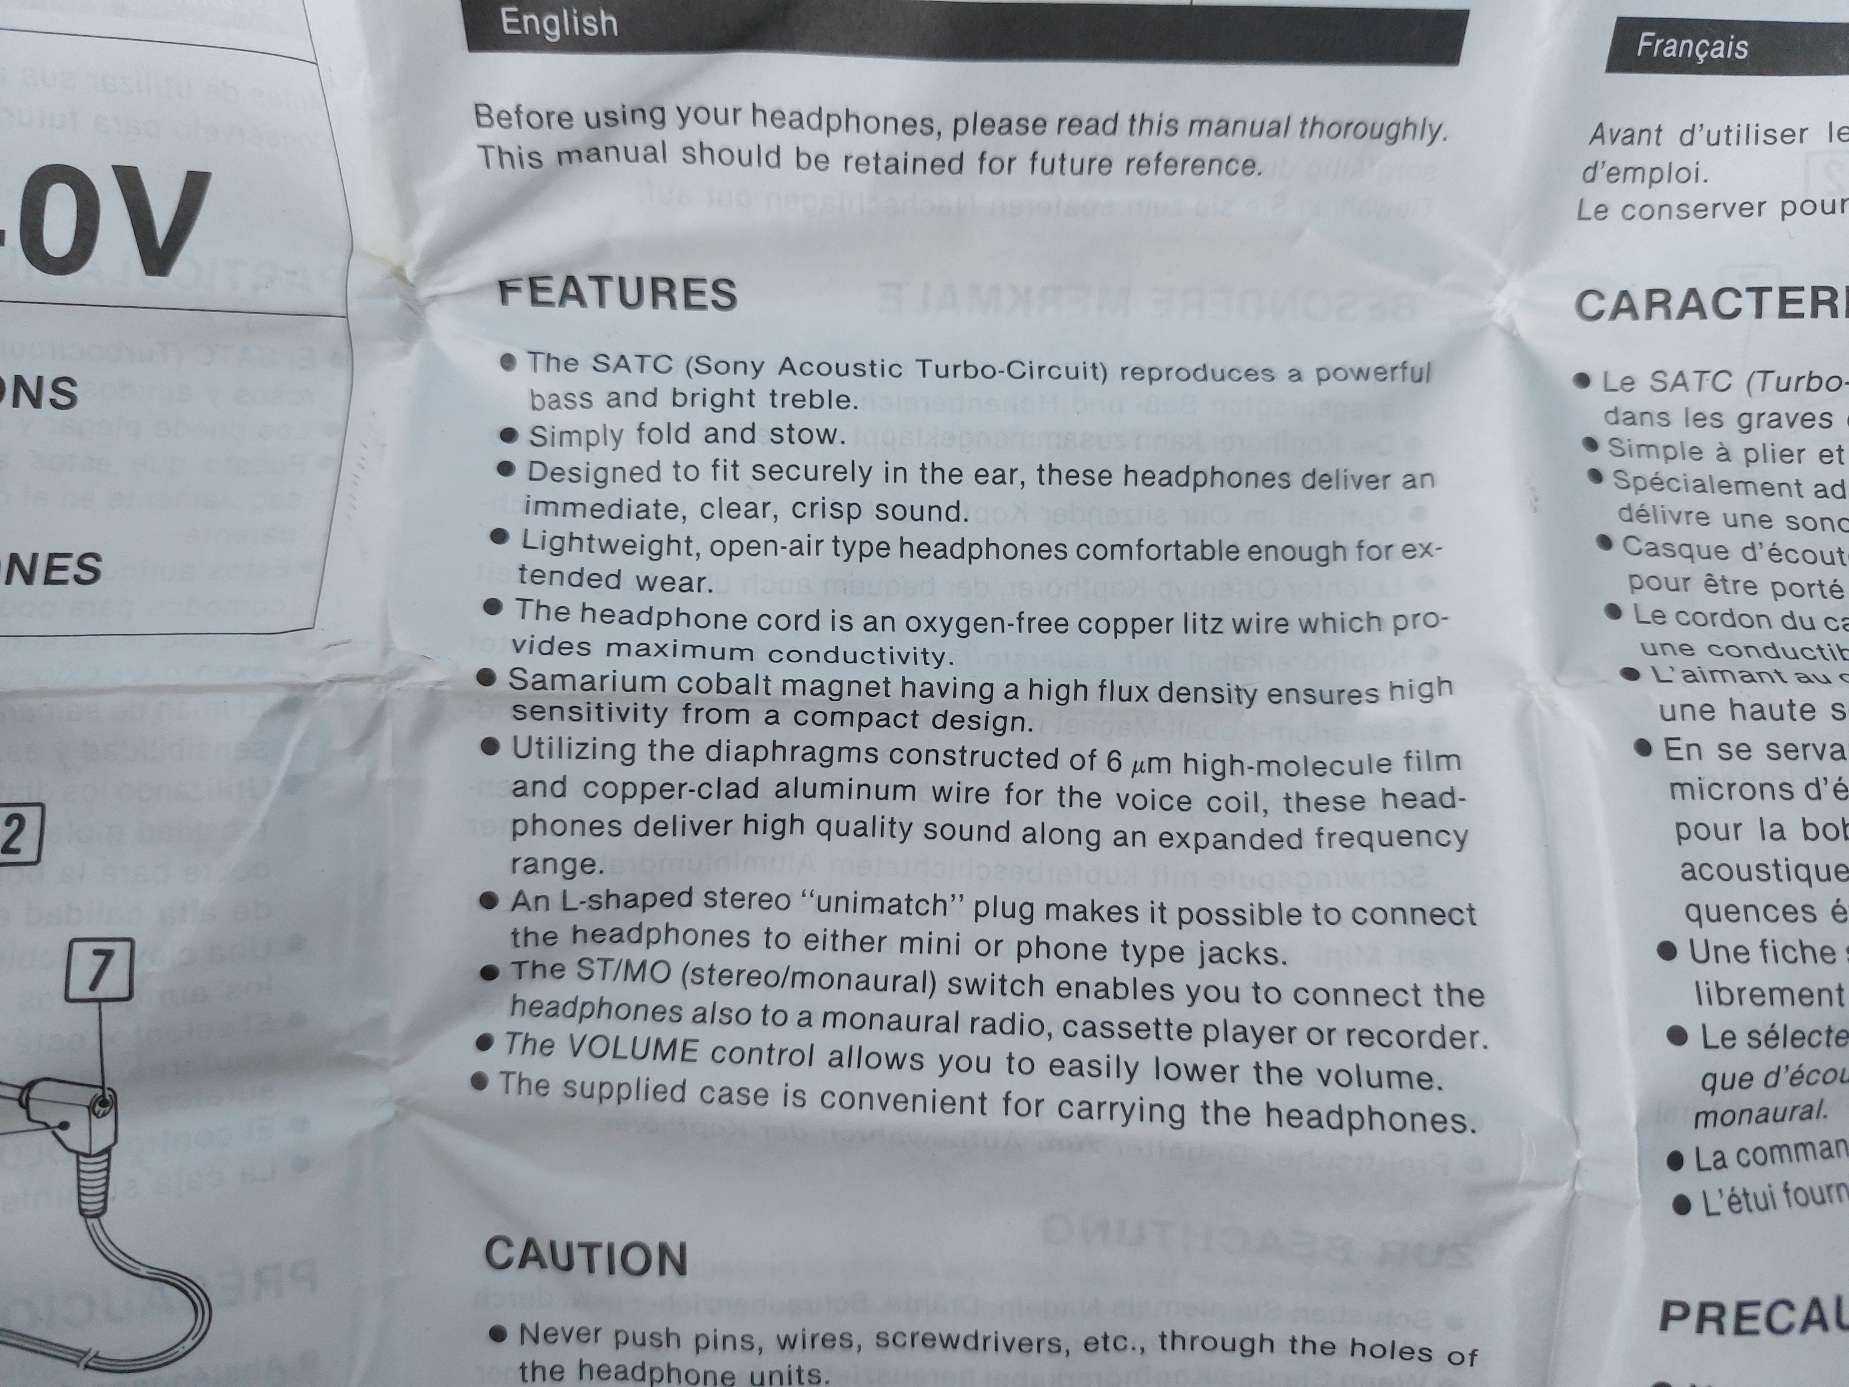 0V
ONS
NES
2
7
English
Before using your headphones, please read this manual thoroughly.
This manual should be retained for future reference.
FEATURES
● The SATC (Sony Acoustic Turbo-Circuit) reproduces a powerful
bass and bright treble.
● Simply fold and stow.
● Designed to fit securely in the ear, these headphones deliver an
immediate, clear, crisp sound.
● Lightweight, open-air type headphones comfortable enough for ex-
tended wear.
● The headphone cord is an oxygen-free copper litz wire which pro-
vides maximum conductivity.
● Samarium cobalt magnet having a high flux density ensures high
sensitivity from a compact design.
● Utilizing the diaphragms constructed of 6 μm high-molecule film
and copper-clad aluminum wire for the voice coil, these head-
phones deliver high quality sound along an expanded frequency
range.
● An L-shaped stereo “unimatch” plug makes it possible to connect
the headphones to either mini or phone type jacks.
● The ST/MO (stereo/monaural) switch enables you to connect the
headphones also to a monaural radio, cassette player or recorder.
● The VOLUME control allows you to easily lower the volume.
● The supplied case is convenient for carrying the headphones.
CAUTION
● Never push pins, wires, screwdrivers, etc., through the holes of
the headphone units.
Français
Avant d'utiliser le
d'emploi.
Le conserver pour
CARACTERI
● Le SATC (Turbo-
dans les graves
● Simple à plier et
● Spécialement ad
délivre une sono
● Casque d'écout
pour être porté
● Le cordon du ca
une conductib
● L'aimant au c
une haute s
● En se serva
microns d'é
pour la bob
acoustique
quences é
● Une fiche
librement
● Le sélecte
que d'écou
monaural.
● La comman
● L'étui fourn
PRECAU